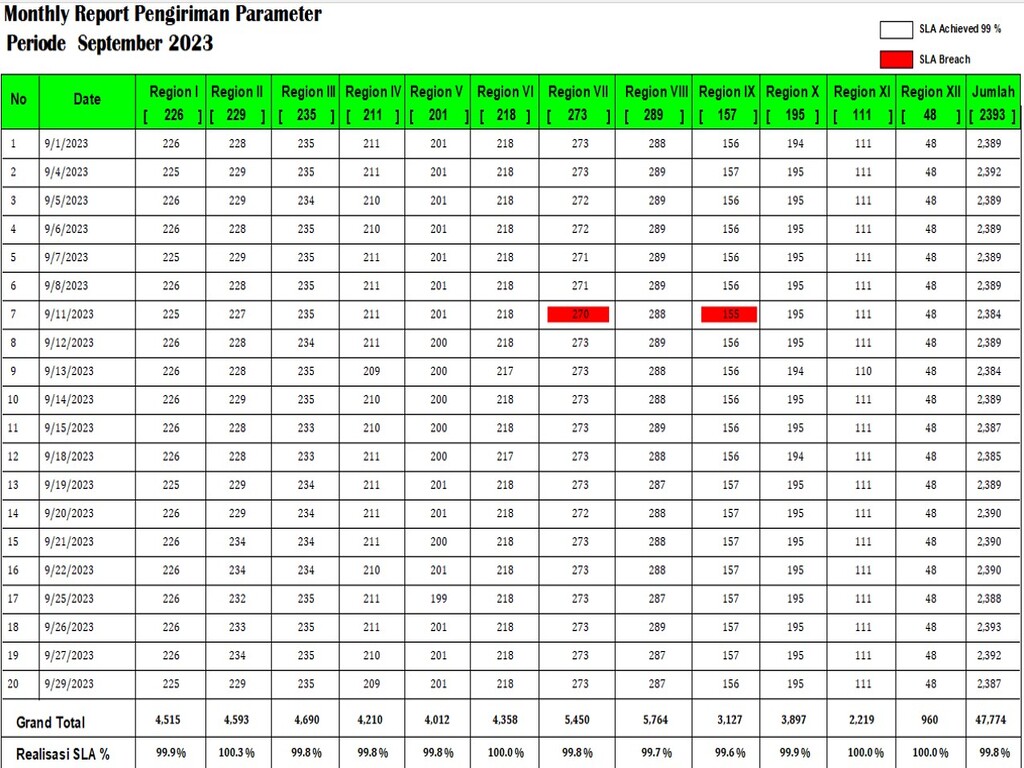 Monthly Report Pengiriman Parameter
Periode September 2023
SLA Achieved 99 %
SLA Breach
No Date Region I Region II Region III Region IV Region V Region VI Region VII Region VIII Region IX Region X Region XI Region XII Jumlah
[ 226 ] [ 229 ] [ 235 ] [ 211 ] [ 201 ] [ 218 ] [ 273 ] [ 289 ] [ 157 ] [ 195 ] [ 111 ] [ 48 ] [ 2393 ]
1 9/1/2023 226 228 235 211 201 218 273 288 156 194 111 48 2,389
2 9/4/2023 225 229 235 211 201 218 273 289 157 195 111 48 2,392
3 9/5/2023 226 229 234 210 201 218 272 289 156 195 111 48 2,389
4 9/6/2023 226 228 235 210 201 218 272 289 156 195 111 48 2,389
5 9/7/2023 225 229 235 211 201 218 271 289 156 195 111 48 2,389
6 9/8/2023 226 228 235 211 201 218 271 289 156 195 111 48 2,389
7 9/11/2023 225 227 235 211 201 218 270 288 155 195 111 48 2,384
8 9/12/2023 226 228 234 211 200 218 273 289 156 195 111 48 2,389
9 9/13/2023 226 228 235 209 200 217 273 288 156 194 110 48 2,384
10 9/14/2023 226 229 235 210 200 218 273 288 156 195 111 48 2,389
11 9/15/2023 226 228 233 210 200 218 273 289 156 195 111 48 2,387
12 9/18/2023 226 228 233 211 200 217 273 288 156 194 111 48 2,385
13 9/19/2023 225 229 234 211 201 218 273 287 157 195 111 48 2,389
14 9/20/2023 226 229 234 211 201 218 272 288 157 195 111 48 2,390
15 9/21/2023 226 234 234 211 200 218 273 288 157 195 111 48 2,390
16 9/22/2023 226 234 234 210 201 218 273 288 157 195 111 48 2,390
17 9/25/2023 226 232 235 211 199 218 273 287 157 195 111 48 2,388
18 9/26/2023 226 233 235 211 201 218 273 289 157 195 111 48 2,393
19 9/27/2023 226 234 235 210 201 218 273 287 157 195 111 48 2,392
20 9/29/2023 225 229 235 209 201 218 273 287 156 195 111 48 2,387
Grand Total 4,515 4,593 4,690 4,210 4,012 4,358 5,450 5,764 3,127 3,897 2,219 960 47,774
Realisasi SLA % 99.9% 100.3% 99.8% 99.8% 99.8% 100.0% 99.8% 99.7% 99.6% 99.9% 100.0% 100.0% 99.8%